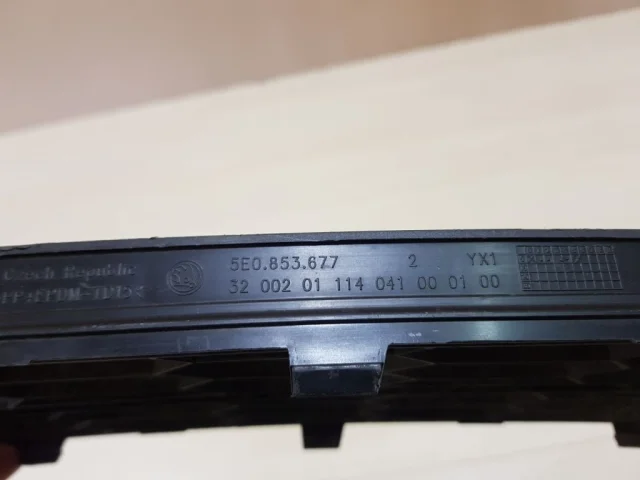 Czech Republic
5E0.853.677 2 YX1
32 002 01 114 041 00 01 00